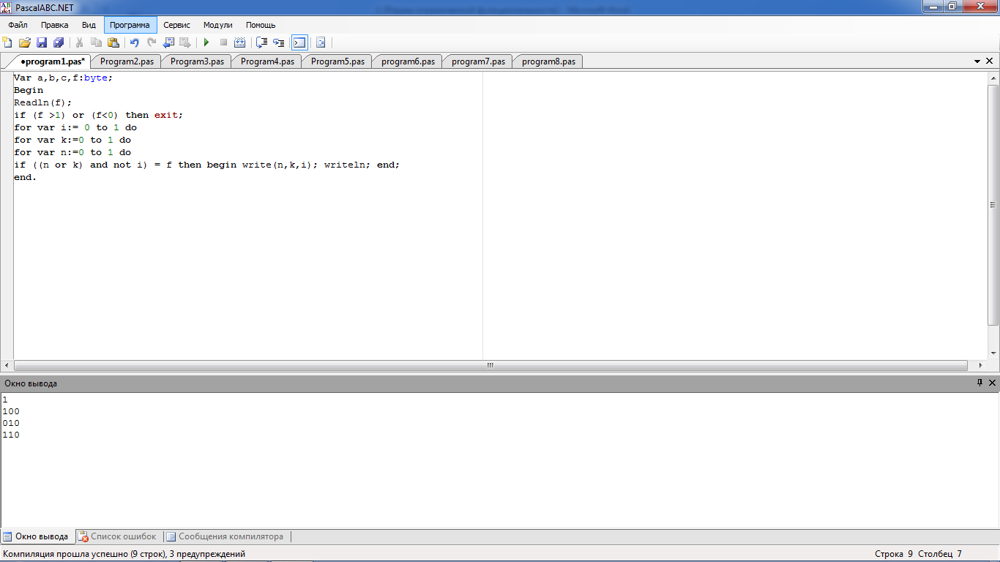 PascalABC.NET
Файл Правка Вид Программа Сервис Модули Помощь
•program1.pas* Program2.pas Program3.pas Program4.pas Program5.pas program6.pas program7.pas program8.pas
Var a,b,c,f:byte;
Begin
Readln(f);
if (f >1) or (f<0) then exit;
for var i:= 0 to 1 do
for var k:=0 to 1 do
for var n:=0 to 1 do
if ((n or k) and not i) = f then begin write(n,k,i); writeln; end;
end.
Окно вывода
1
100
010
110
Окно вывода Список ошибок Сообщения компилятора
Компиляция прошла успешно (9 строк), 3 предупреждений Строка 9 Столбец 7